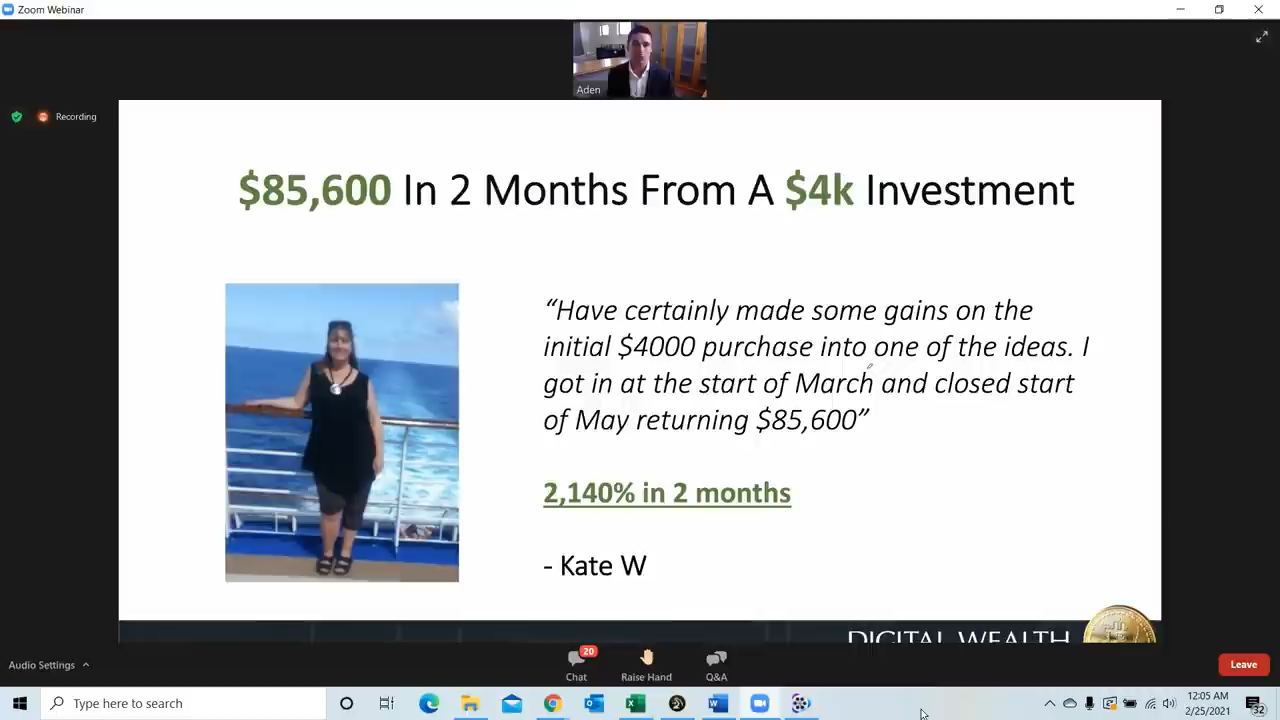 Zoom Webinar
Aden
Recording
$85,600 In 2 Months From A $4k Investment
“Have certainly made some gains on the
initial $4000 purchase into one of the ideas. I
got in at the start of March and closed start
of May returning $85,600”
2,140% in 2 months
- Kate W
DIGITAL WEALTH
Audio Settings
20
Chat
Raise Hand
Q&A
Leave
Type here to search
12:05 AM
2/25/2021
32